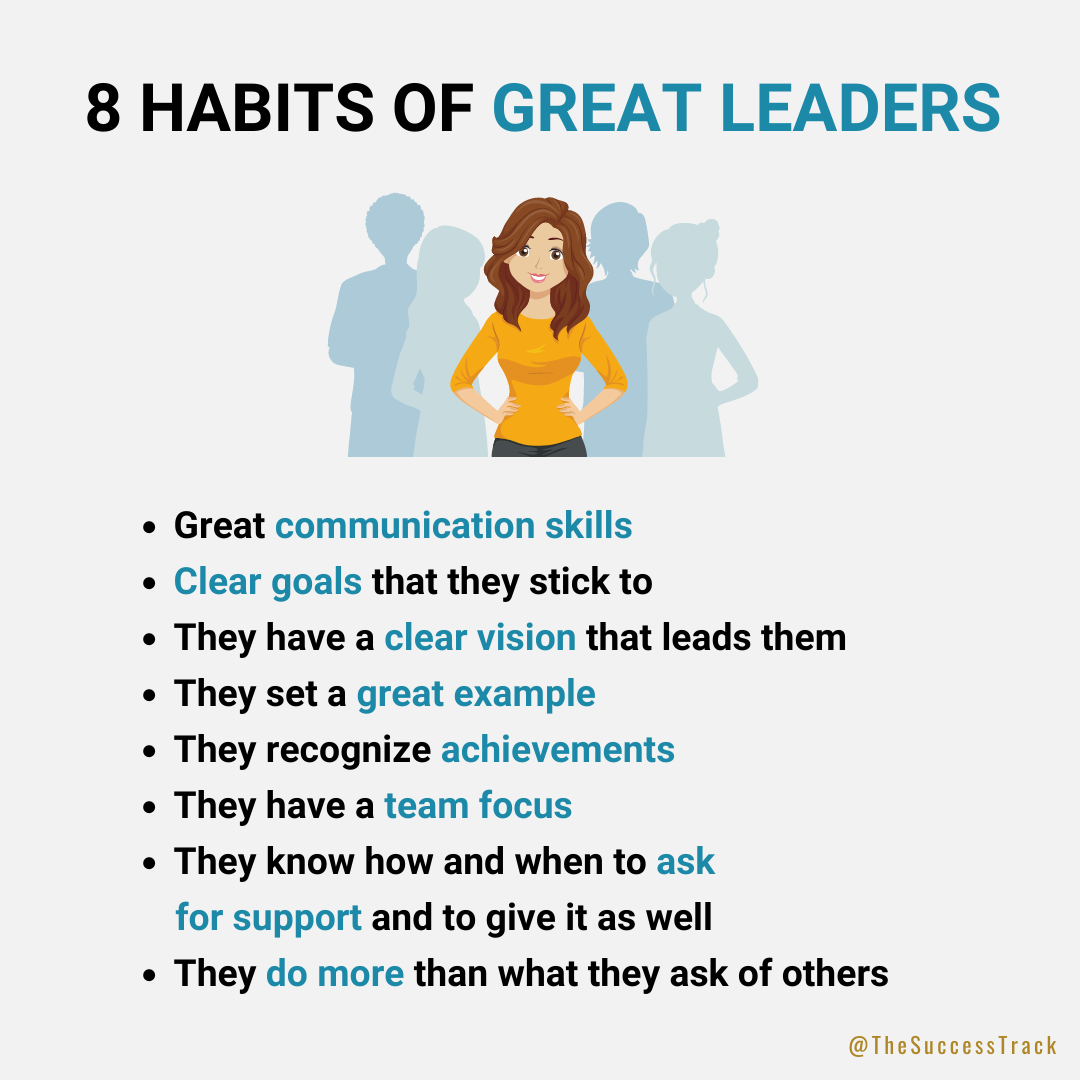 8 HABITS OF GREAT LEADERS
• Great communication skills
• Clear goals that they stick to
• They have a clear vision that leads them
• They set a great example
• They recognize achievements
• They have a team focus
• They know how and when to ask
for support and to give it as well
• They do more than what they ask of others
@TheSuccessTrack